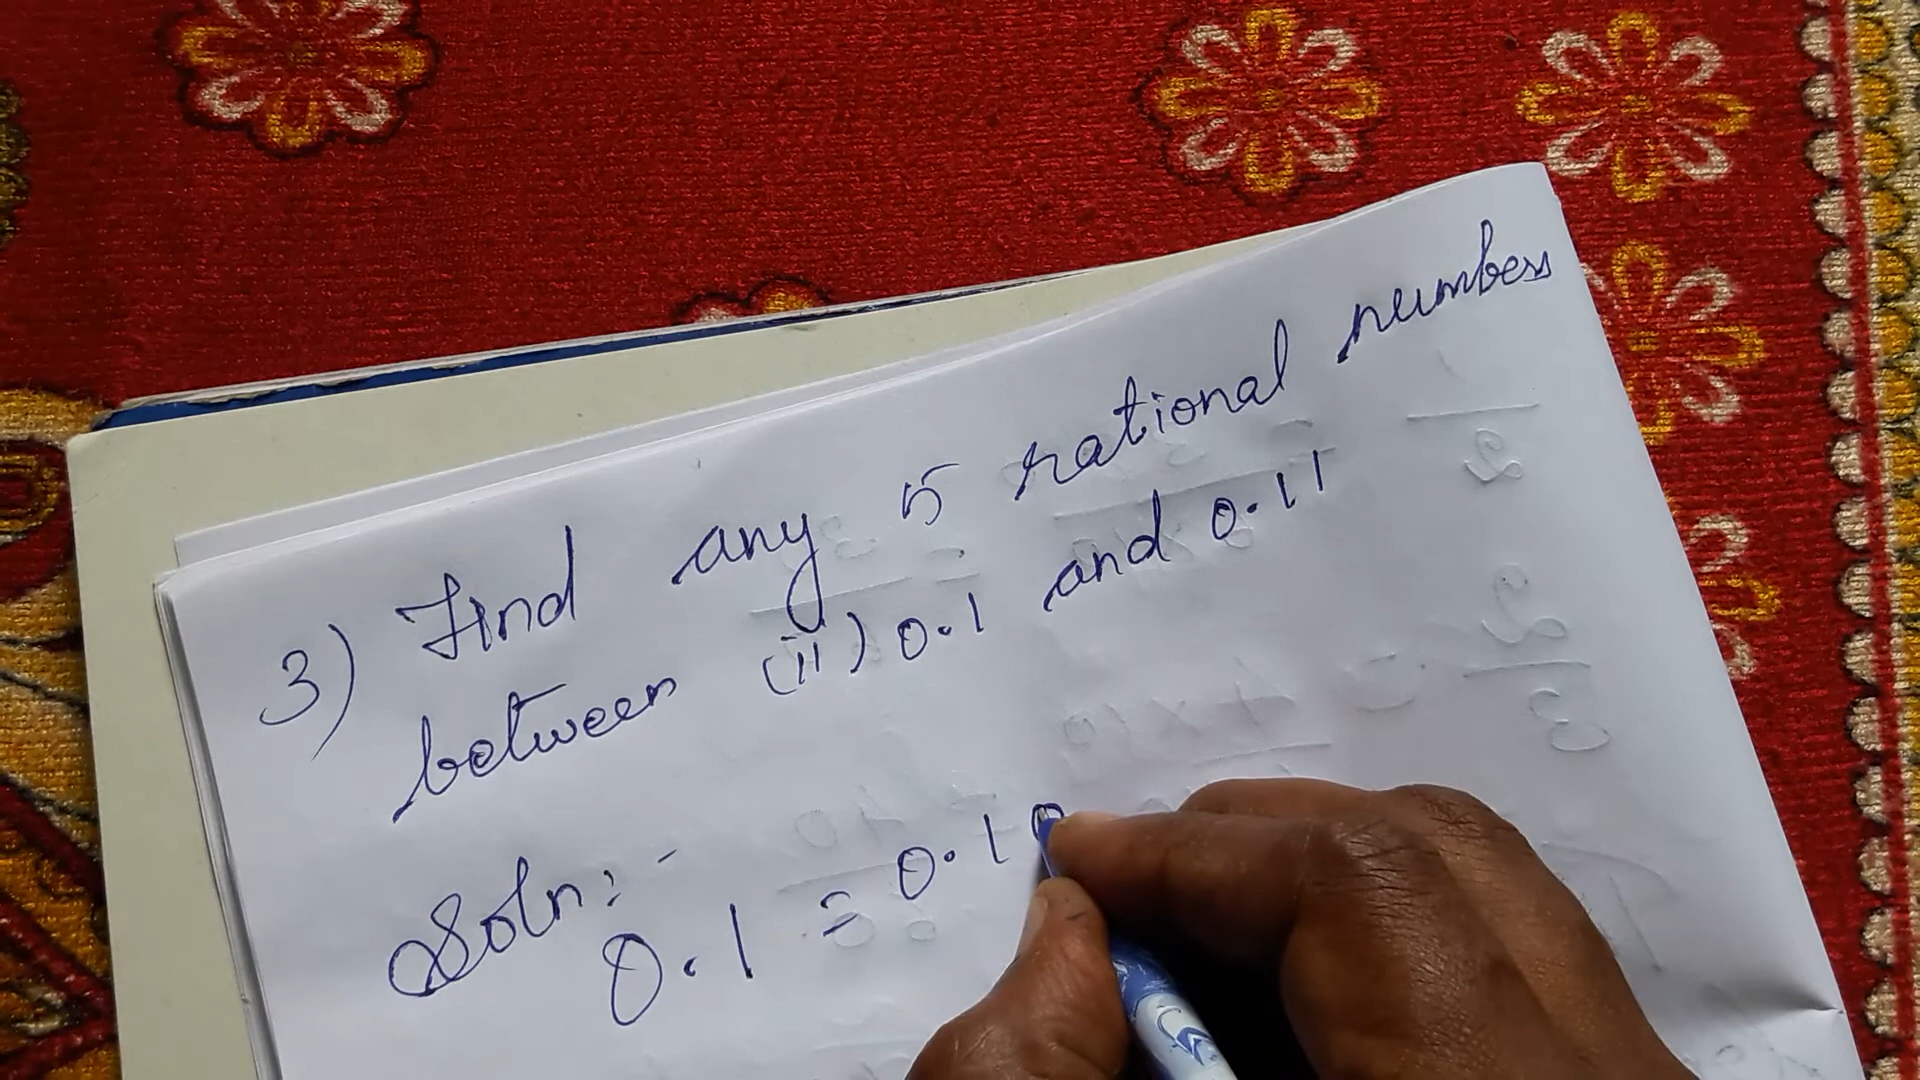 3) Find any 5 rational numbers
between (ii) 0.1 and 0.11
Soln:-
0.1 = 0.10